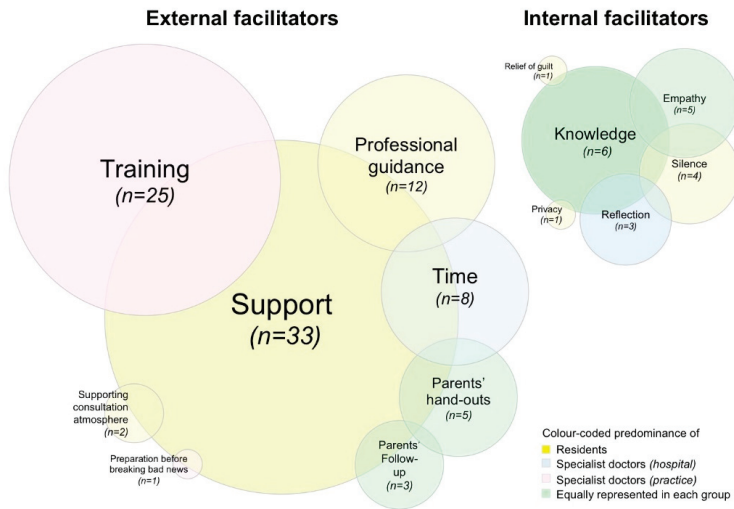 External facilitators
Internal facilitators
Training
(n=25)
Professional
guidance
(n=12)
Time
(n=8)
Support
(n=33)
Parents'
hand-outs
(n=5)
Parents'
Follow-
up
(n=3)
Supporting
consultation
atmosphere
(n=2)
Preparation before
breaking bad news
(n=1)
Relief of guilt
(n=1)
Empathy
(n=5)
Knowledge
(n=6)
Silence
(n=4)
Privacy
(n=1)
Reflection
(n=3)
Colour-coded predominance of
Residents
Specialist doctors (hospital)
Specialist doctors (practice)
Equally represented in each group